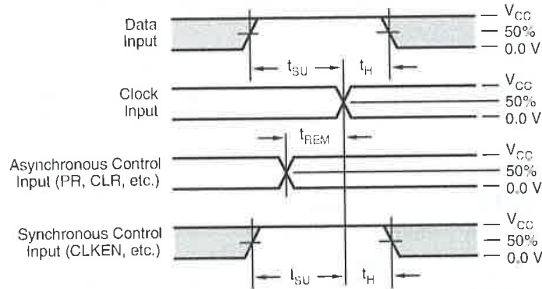 Data
Input
VCC
50%
0.0 V
tSU
tH
Clock
Input
VCC
50%
0.0 V
tREM
Asynchronous Control
Input (PR, CLR, etc.)
VCC
50%
0.0 V
Synchronous Control
Input (CLKEN, etc.)
VCC
50%
0.0 V
tSU
tH